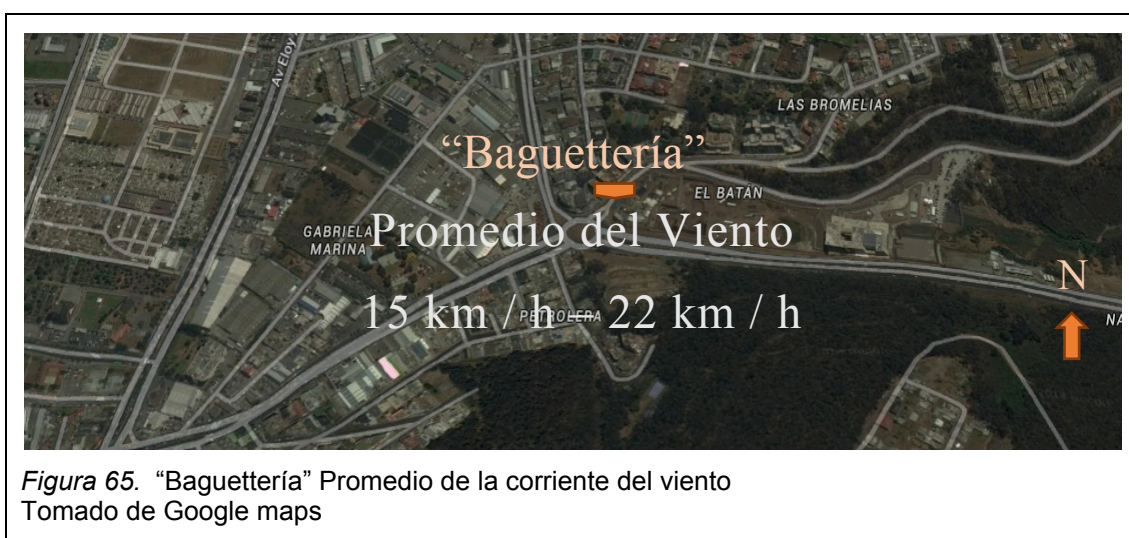 Av Eloy
LAS BROMELIAS
“Baguettería”
EL BATÁN
GABRIELA
MARINA
Promedio del Viento
N
15 km / h – 22 km / h
PETROLERA
NA
Figura 65. “Baguettería” Promedio de la corriente del viento
Tomado de Google maps